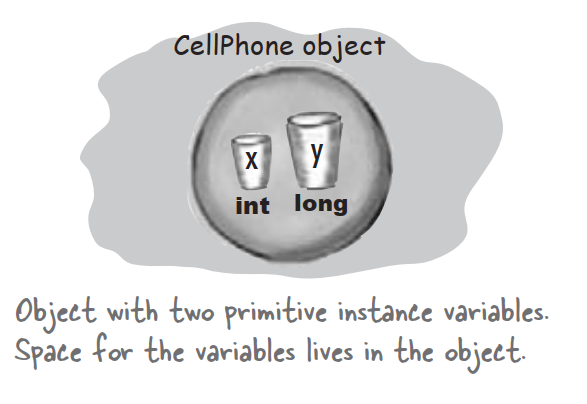 CellPhone object
x y
int long
Object with two primitive instance variables.
Space for the variables lives in the object.